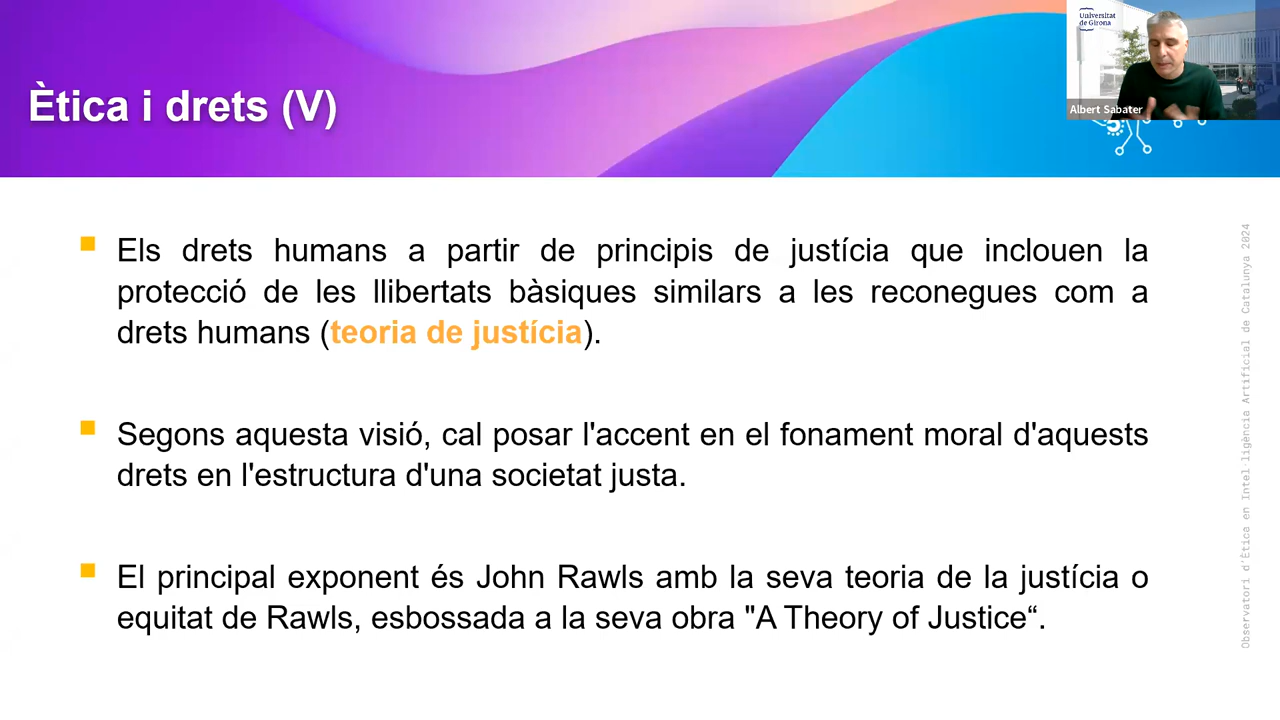 Ètica i drets (V)
Universitat
de Girona
Albert Sabater
Els drets humans a partir de principis de justícia que inclouen la
protecció de les llibertats bàsiques similars a les reconegues com a
drets humans (teoria de justícia).
Segons aquesta visió, cal posar l'accent en el fonament moral d'aquests
drets en l'estructura d'una societat justa.
El principal exponent és John Rawls amb la seva teoria de la justícia o
equitat de Rawls, esbossada a la seva obra "A Theory of Justice“.
Observatori d'Ètica en Intel·ligència Artificial de Catalunya 2024